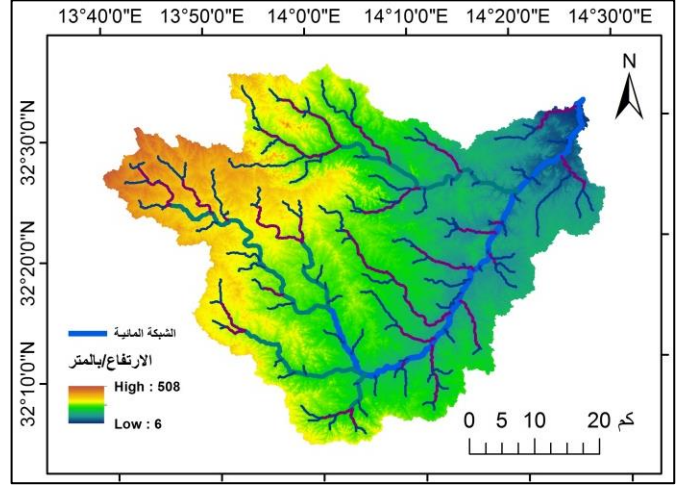 13°40'0"E 13°50'0"E 14°0'0"E 14°10'0"E 14°20'0"E 14°30'0"E
N
32°30'0"N
32°20'0"N
32°10'0"N
الشبكة المائية
الارتفاع/بالمتر
High : 508
Low : 6
0 5 10 20 كم